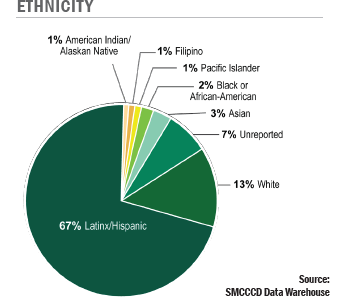 ETHNICITY
1% American Indian/
Alaskan Native
1% Filipino
1% Pacific Islander
2% Black or
African-American
3% Asian
7% Unreported
13% White
67% Latinx/Hispanic
Source:
SMCCCD Data Warehouse